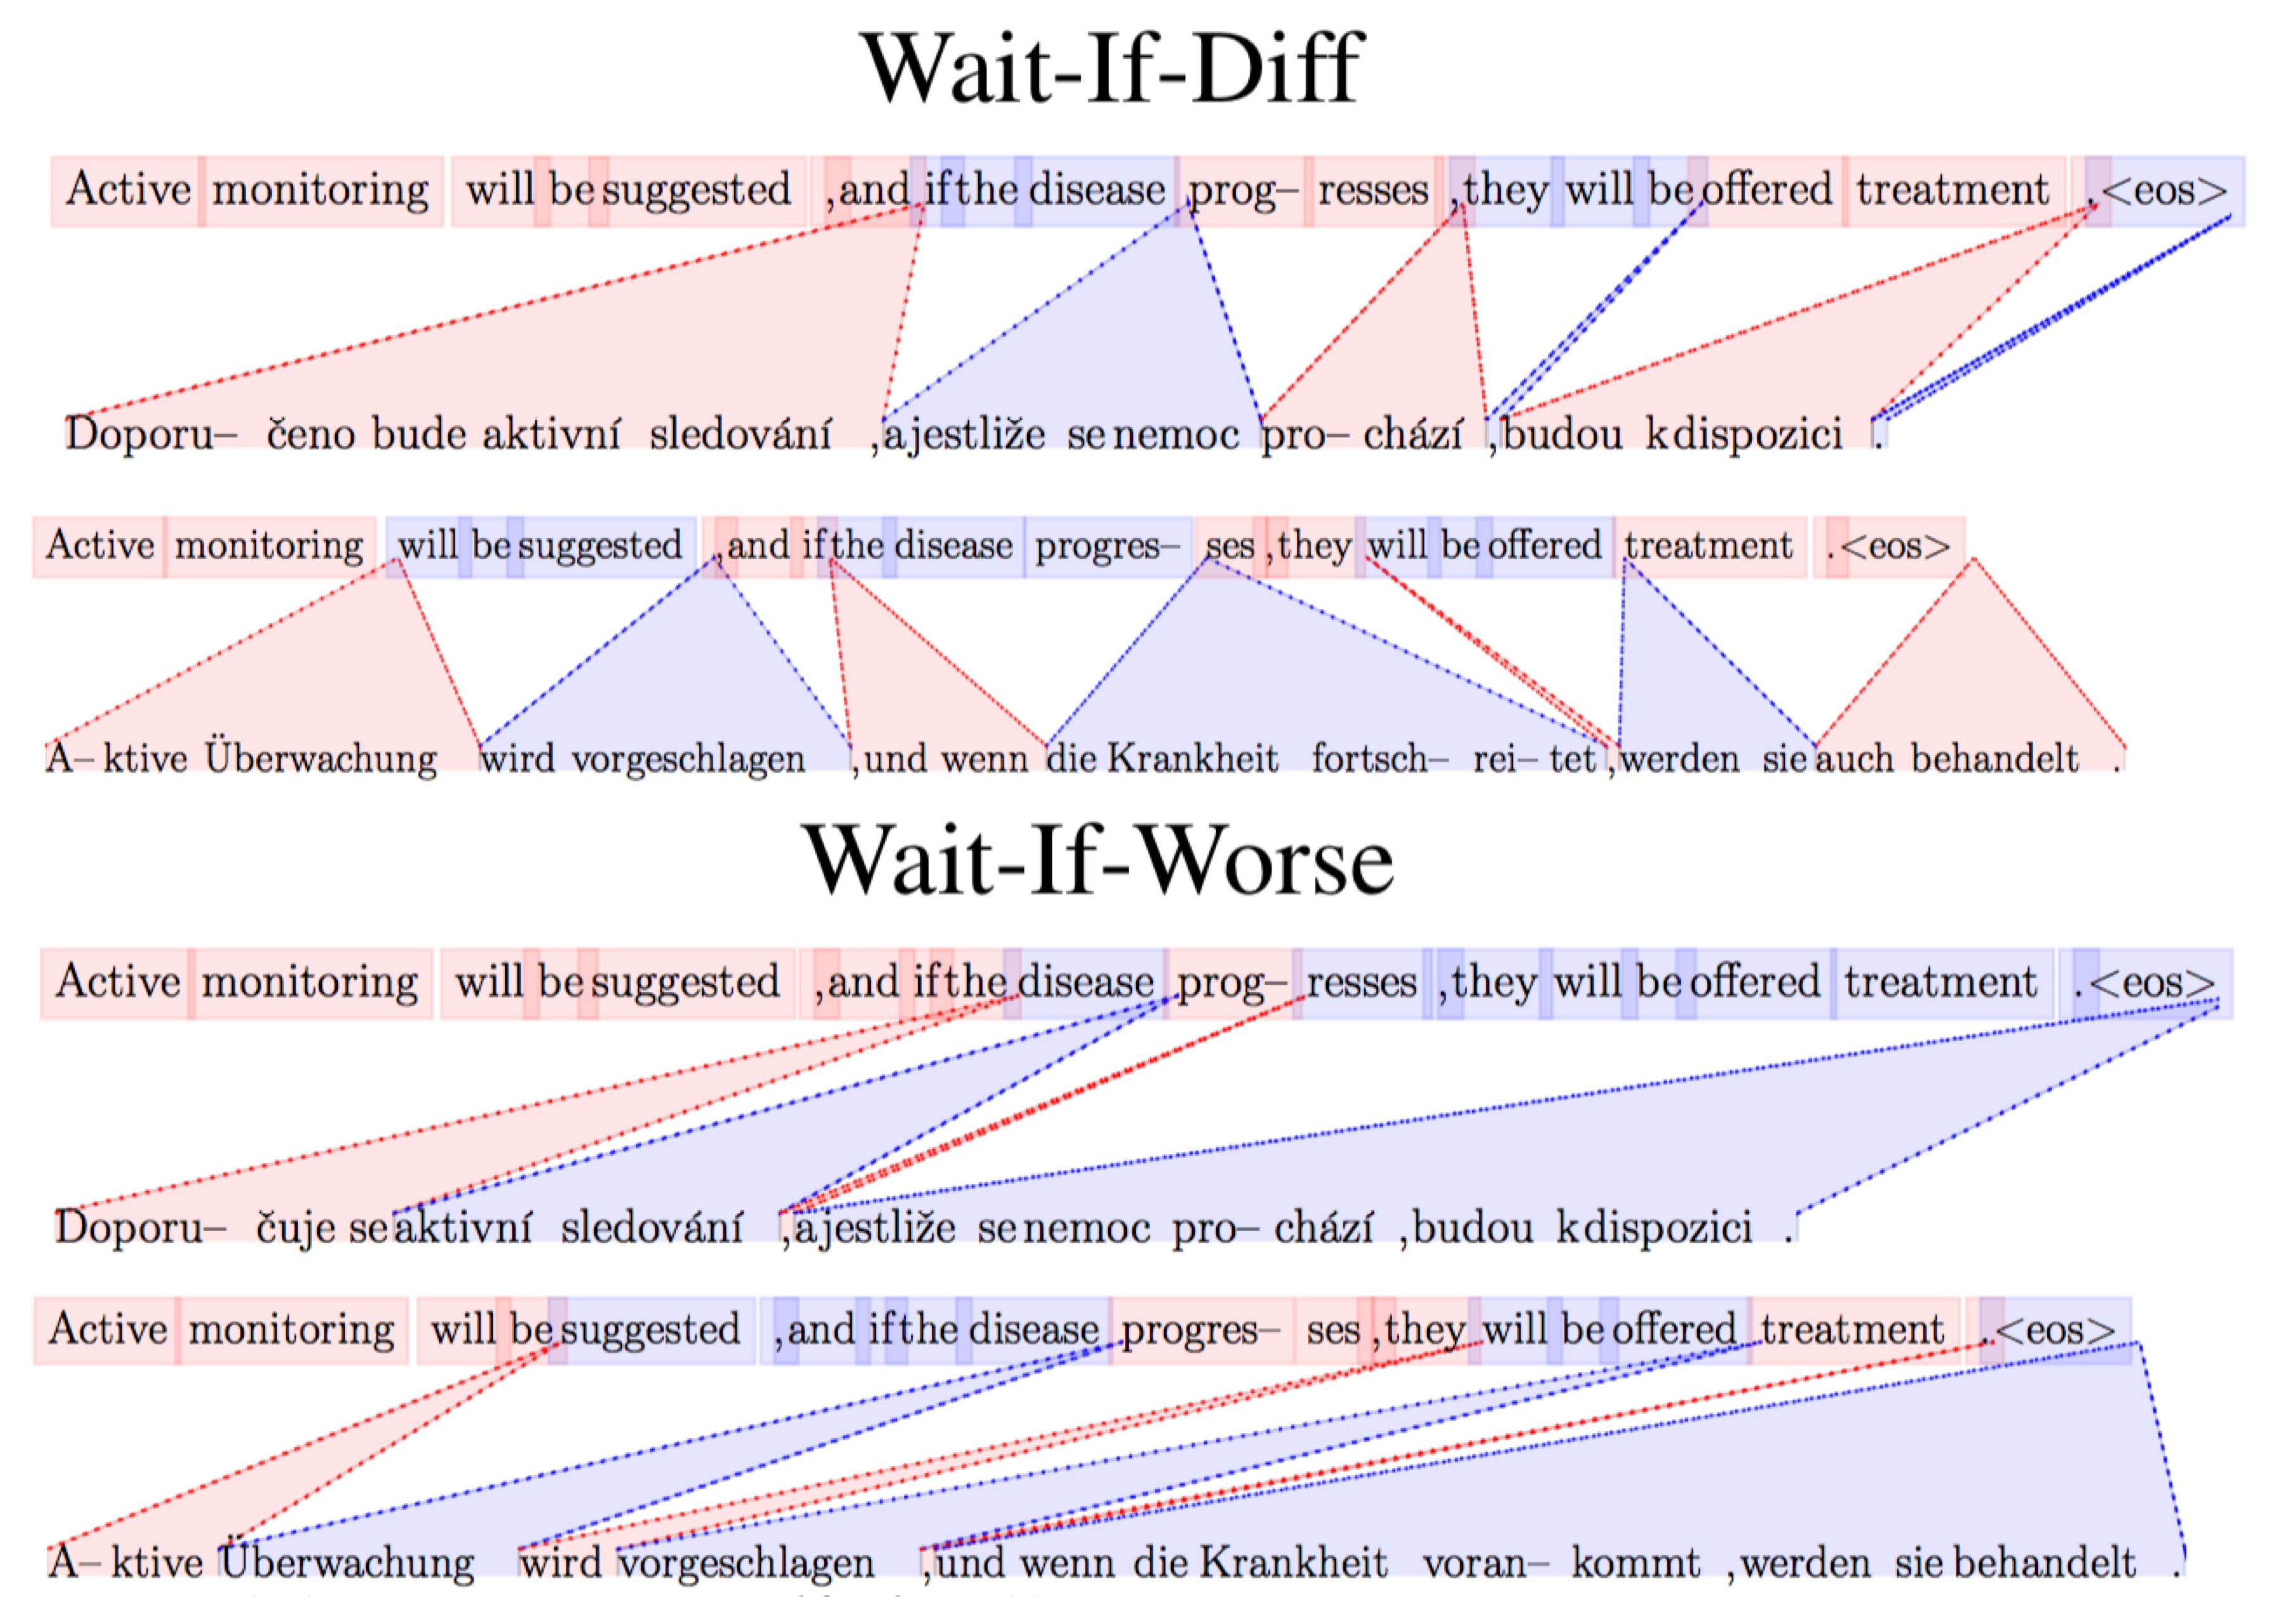 Wait-If-Diff
Active monitoring will be suggested , and if the disease prog– resses , they will be offered treatment . <eos>
Doporu– čeno bude aktivní sledování , a jestliže se nemoc pro– chází , budou k dispozici .
Active monitoring will be suggested , and if the disease progres– ses , they will be offered treatment . <eos>
A– ktive Überwachung wird vorgeschlagen , und wenn die Krankheit fortsch– rei– tet , werden sie auch behandelt .
Wait-If-Worse
Active monitoring will be suggested , and if the disease prog– resses , they will be offered treatment . <eos>
Doporu– čuje se aktivní sledování , a jestliže se nemoc pro– chází , budou k dispozici .
Active monitoring will be suggested , and if the disease progres– ses , they will be offered treatment . <eos>
A– ktive Überwachung wird vorgeschlagen , und wenn die Krankheit voran– kommt , werden sie behandelt .